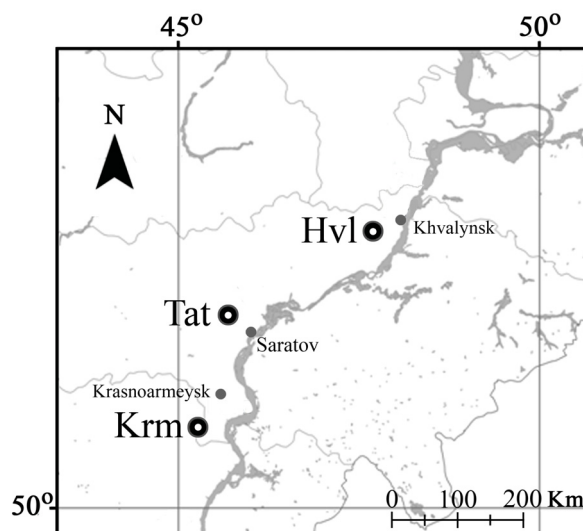 45º 50º
N
Hvl
Khvalynsk
Tat
Saratov
Krasnoarmeysk
Krm
50º
0 100 200 Km